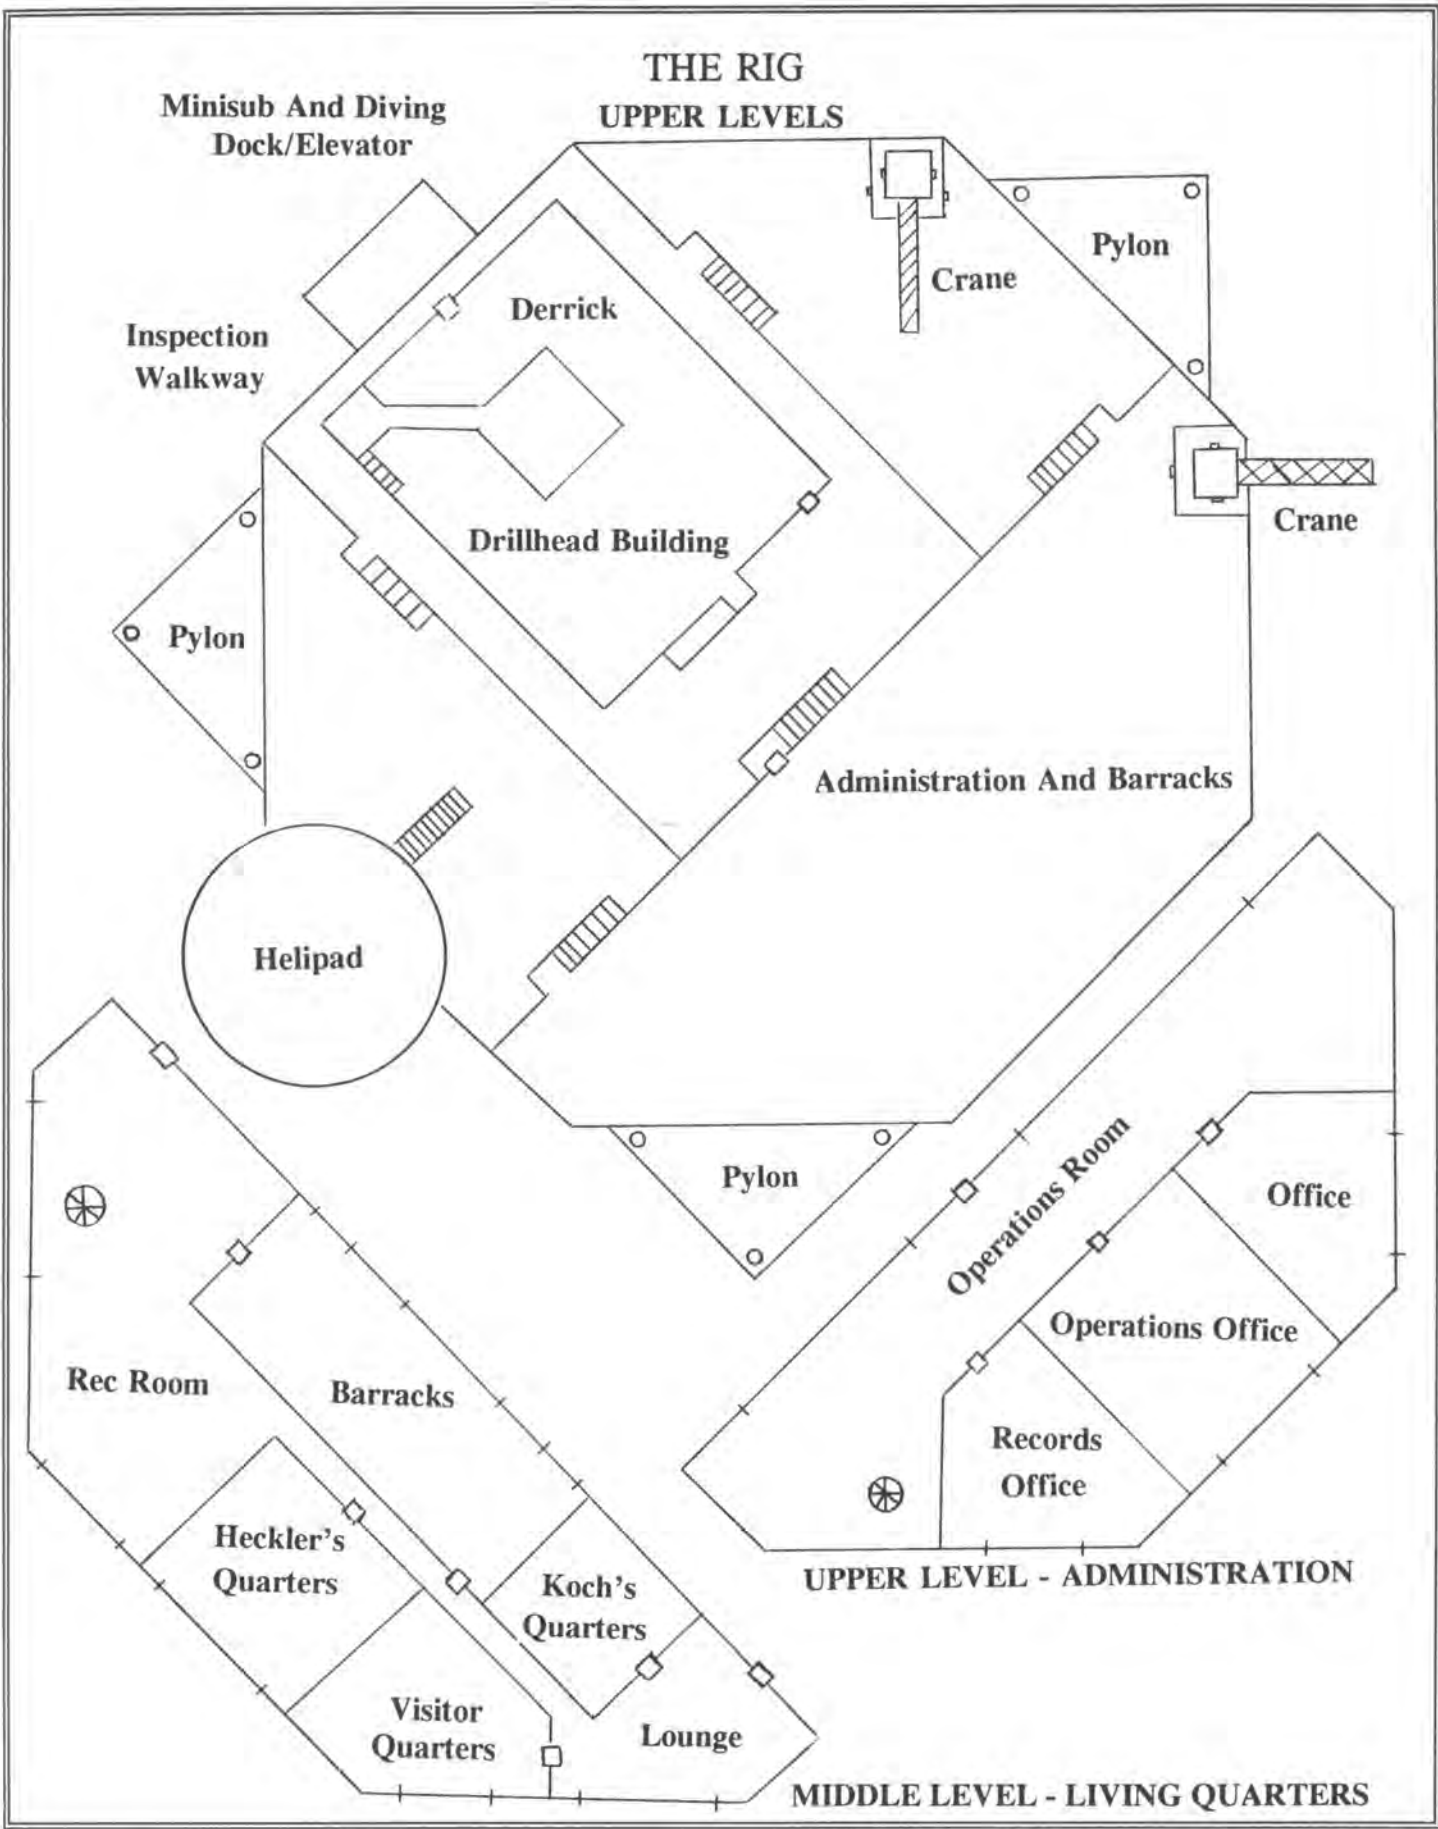 THE RIG
UPPER LEVELS
Minisub And Diving
Dock/Elevator
Pylon
Crane
Derrick
Inspection
Walkway
Crane
Drillhead Building
Pylon
Administration And Barracks
Helipad
Pylon
Operations Room
Office
Operations Office
Records
Office
UPPER LEVEL - ADMINISTRATION
Rec Room
Barracks
Heckler's
Quarters
Koch's
Quarters
Visitor
Quarters
Lounge
MIDDLE LEVEL - LIVING QUARTERS